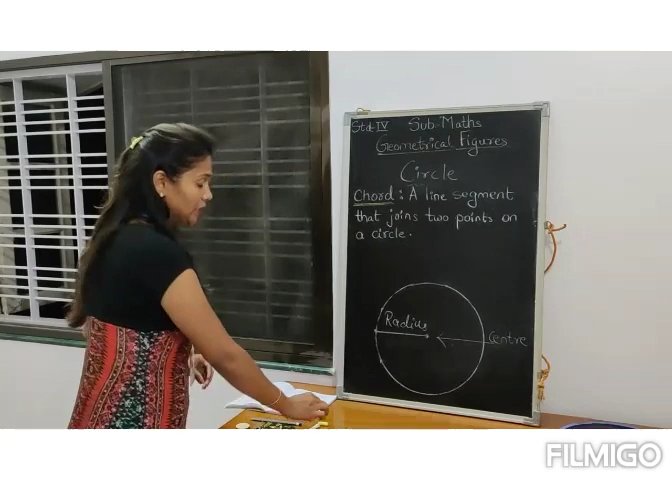 Std-IV Sub-Maths
Geometrical Figures
Circle
Chord : A line segment
that joins two points on
a circle.
Radius
Centre
FILMIGO